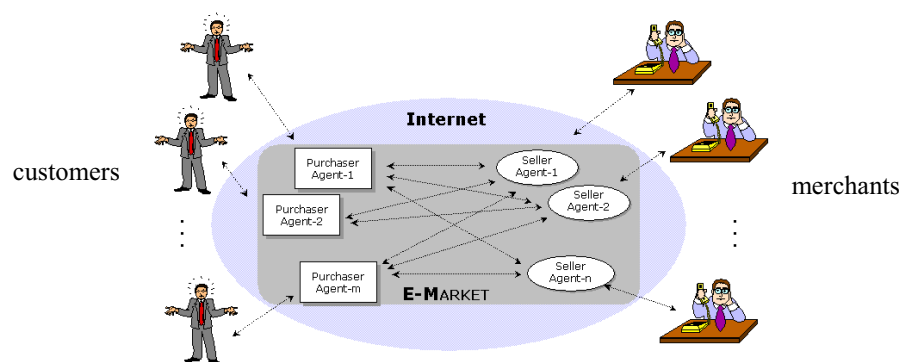 Internet
customers
merchants
Purchaser
Agent-1
Seller
Agent-1
Purchaser
Agent-2
Seller
Agent-2
Purchaser
Agent-m
Seller
Agent-n
E-MARKET